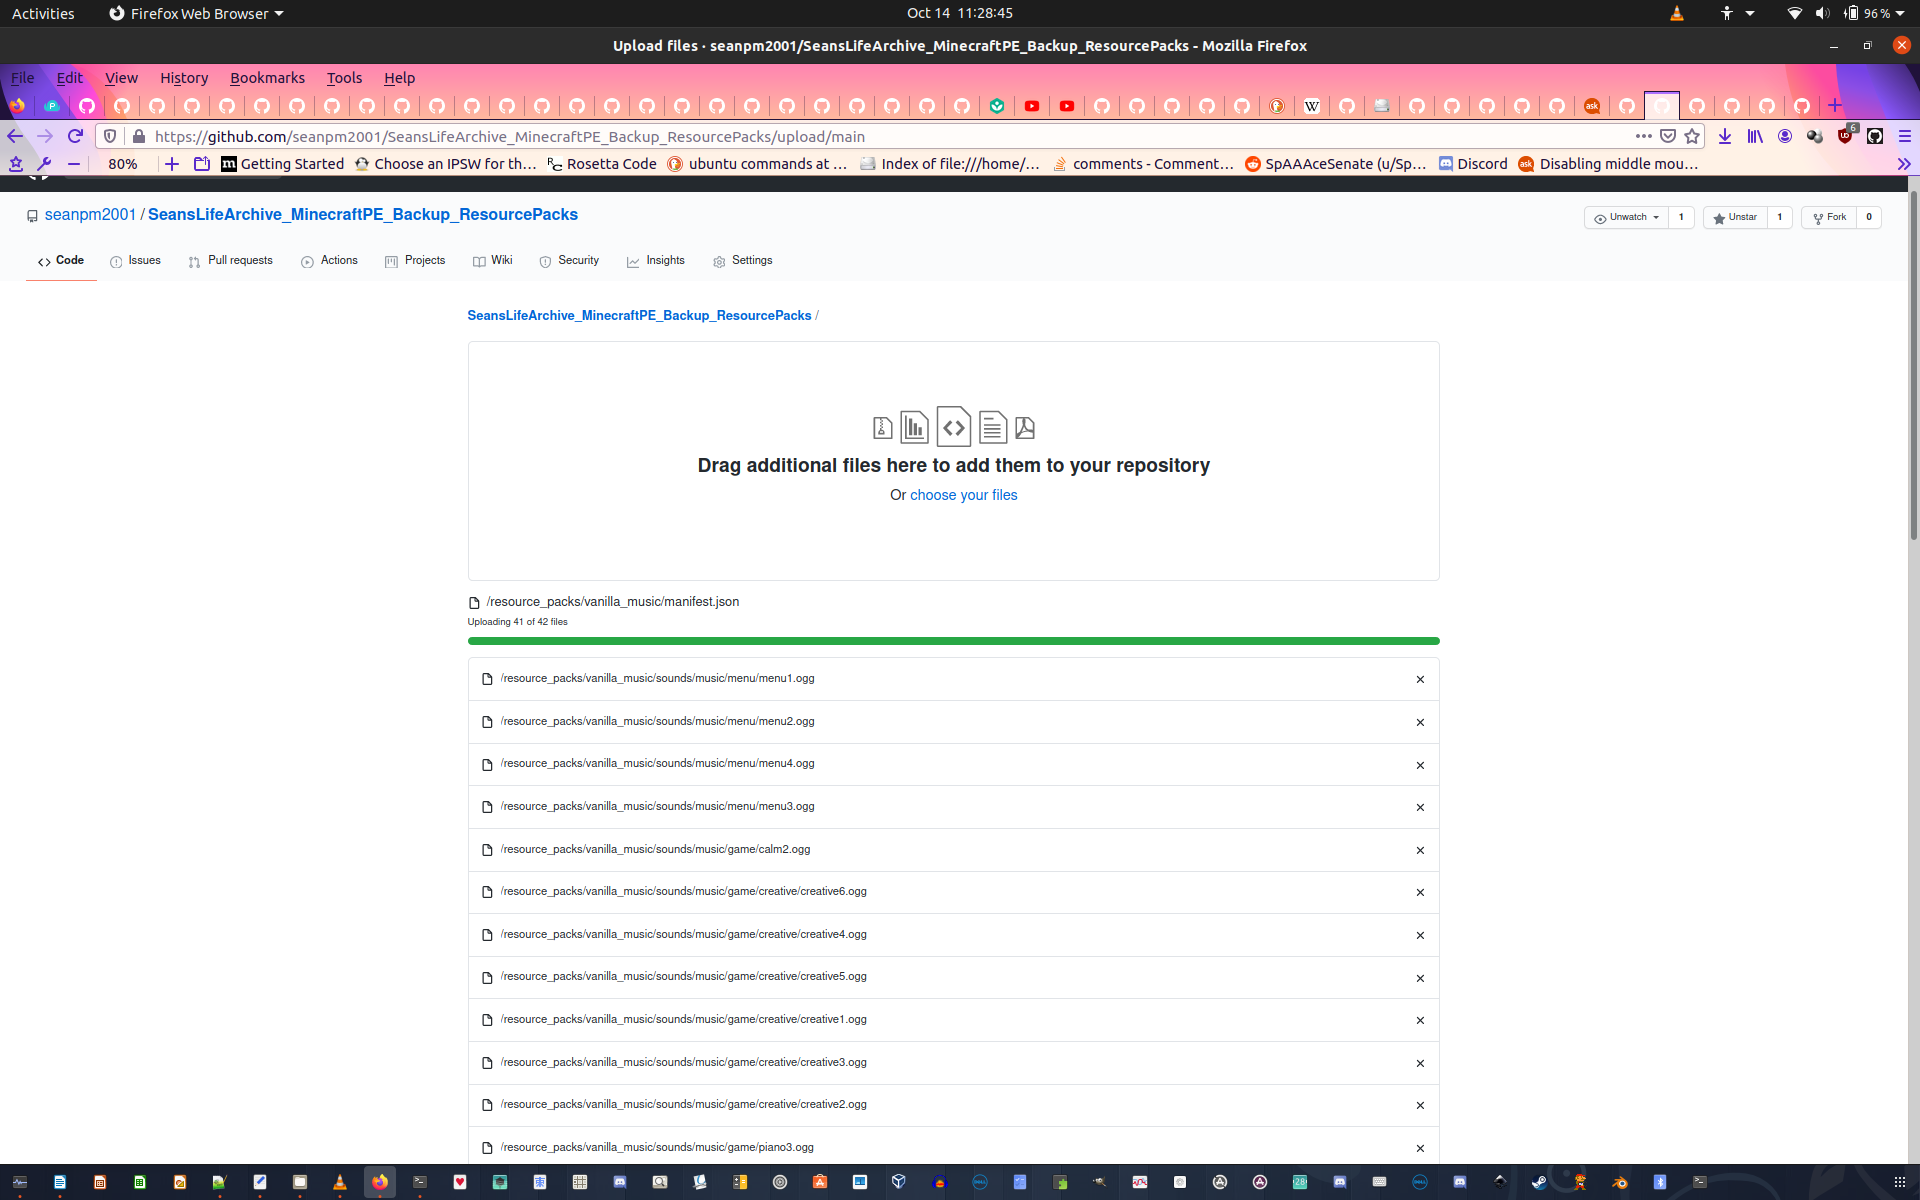 Activities
Firefox Web Browser
Oct 14 11:28:45
96 %
Upload files · seanpm2001/SeansLifeArchive_MinecraftPE_Backup_ResourcePacks - Mozilla Firefox
File Edit View History Bookmarks Tools Help
https://github.com/seanpm2001/SeansLifeArchive_MinecraftPE_Backup_ResourcePacks/upload/main
6
80%
Getting Started
Choose an IPSW for th…
Rosetta Code
ubuntu commands at …
Index of file:///home/…
comments - Comment…
SpAAAceSenate (u/Sp…
Discord
Disabling middle mou…
seanpm2001 / SeansLifeArchive_MinecraftPE_Backup_ResourcePacks
Unwatch 1
Unstar 1
Fork 0
Code Issues Pull requests Actions Projects Wiki Security Insights Settings
SeansLifeArchive_MinecraftPE_Backup_ResourcePacks /
Drag additional files here to add them to your repository
Or choose your files
/resource_packs/vanilla_music/manifest.json
Uploading 41 of 42 files
/resource_packs/vanilla_music/sounds/music/menu/menu1.ogg
/resource_packs/vanilla_music/sounds/music/menu/menu2.ogg
/resource_packs/vanilla_music/sounds/music/menu/menu4.ogg
/resource_packs/vanilla_music/sounds/music/menu/menu3.ogg
/resource_packs/vanilla_music/sounds/music/game/calm2.ogg
/resource_packs/vanilla_music/sounds/music/game/creative/creative6.ogg
/resource_packs/vanilla_music/sounds/music/game/creative/creative4.ogg
/resource_packs/vanilla_music/sounds/music/game/creative/creative5.ogg
/resource_packs/vanilla_music/sounds/music/game/creative/creative1.ogg
/resource_packs/vanilla_music/sounds/music/game/creative/creative3.ogg
/resource_packs/vanilla_music/sounds/music/game/creative/creative2.ogg
/resource_packs/vanilla_music/sounds/music/game/piano3.ogg